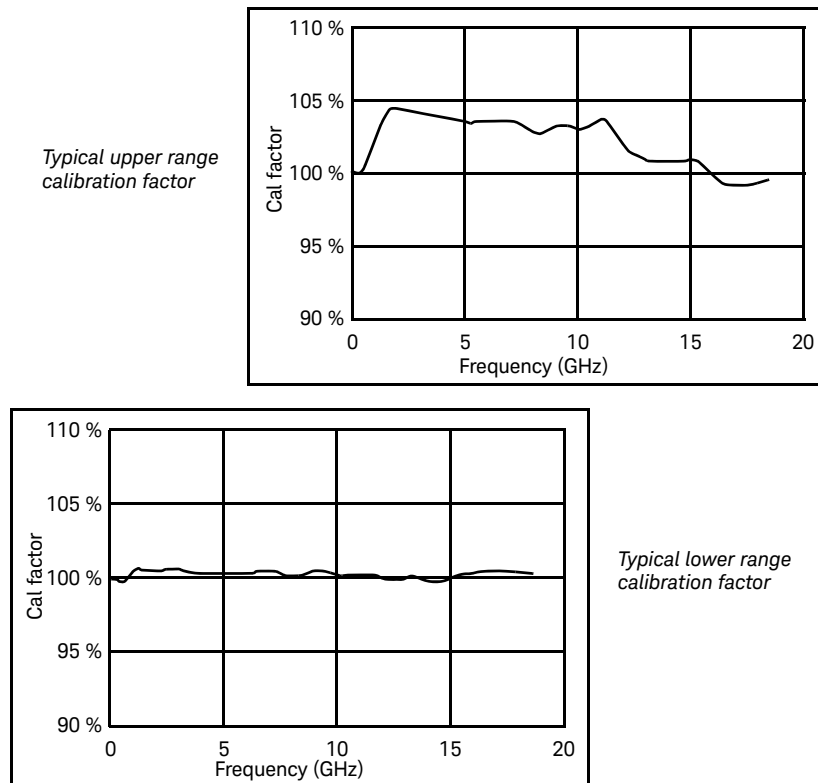 Typical upper range
calibration factor
110 %
105 %
100 %
95 %
90 %
Cal factor
0 5 10 15 20
Frequency (GHz)
110 %
105 %
100 %
95 %
90 %
Cal factor
0 5 10 15 20
Frequency (GHz)
Typical lower range
calibration factor